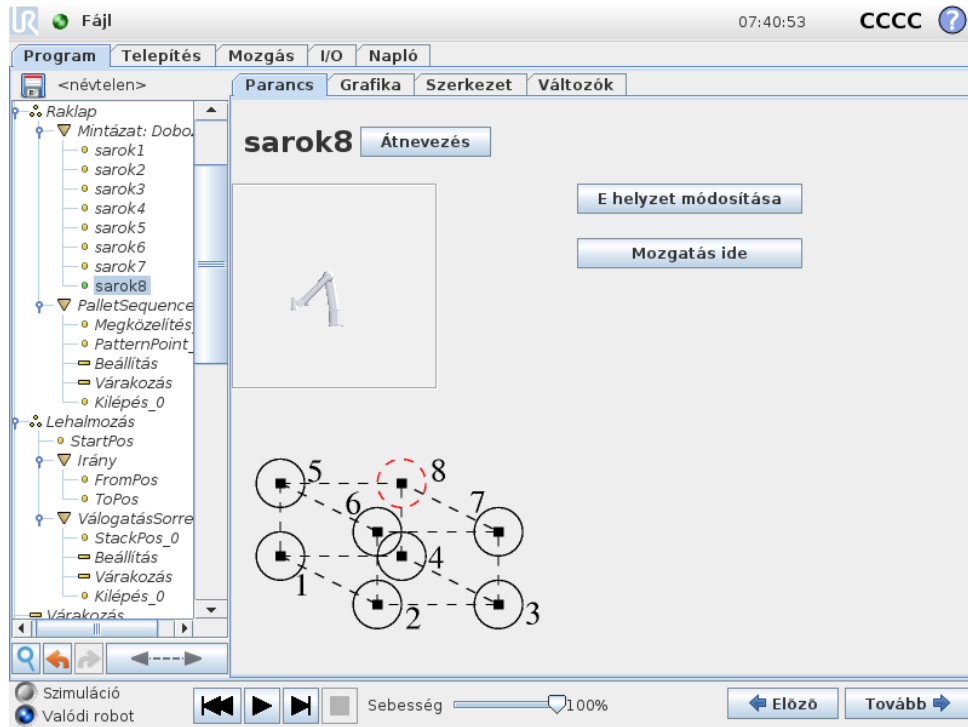 UR Fájl 07:40:53 CCCC ?
Program Telepítés Mozgás I/O Napló
<névtelen>
Parancs Grafika Szerkezet Változók
Raklap
Mintázat: Doboz
sarok1
sarok2
sarok3
sarok4
sarok5
sarok6
sarok7
sarok8
PalletSequence
Megközelítés_
PatternPoint_
Beállítás
Várakozás
Kilépés_0
Lehalmozás
StartPos
Irány
FromPos
ToPos
VálogatásSorre
StackPos_0
Beállítás
Várakozás
Kilépés_0
Várakozás
sarok8 Átnevezés
E helyzet módosítása
Mozgatás ide
5 8
6 7
4
1
2 3
Szimuláció
Valódi robot
Sebesség 100%
Előző Tovább